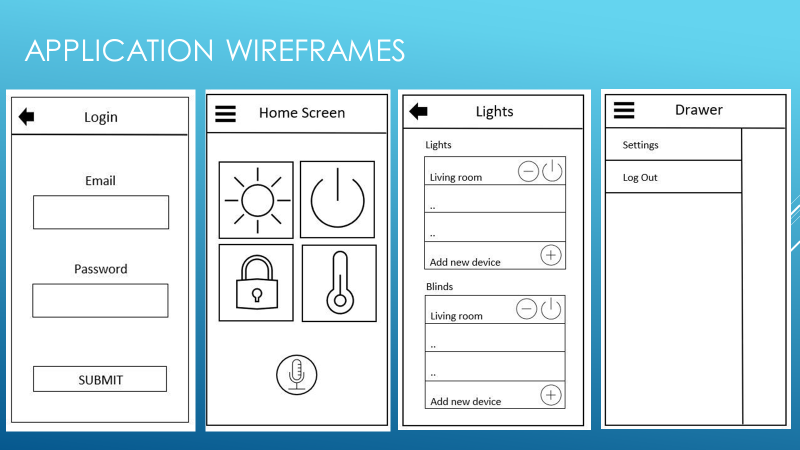 APPLICATION WIREFRAMES
Login
Email
Password
SUBMIT
Home Screen
Lights
Lights
Living room
..
..
Add new device
Blinds
Living room
..
..
Add new device
Drawer
Settings
Log Out